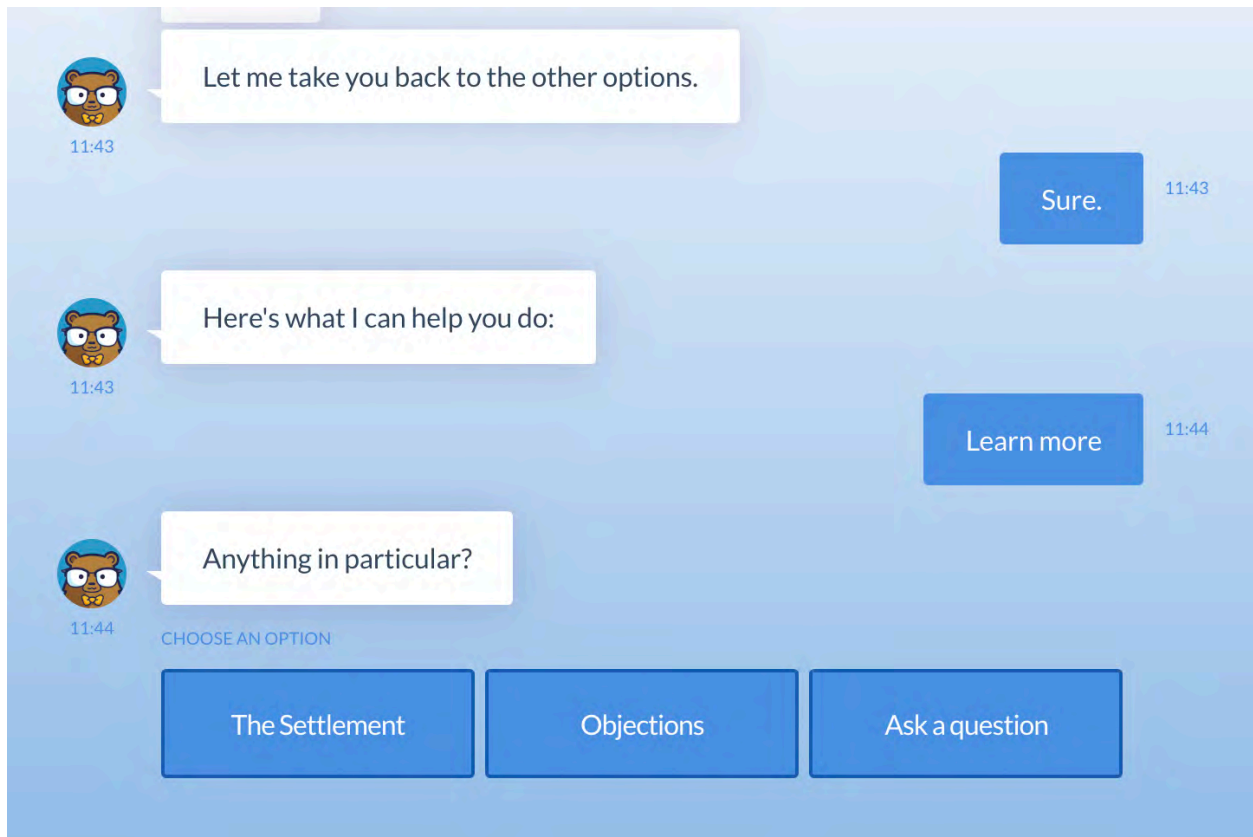 Let me take you back to the other options.
11:43
Sure.
11:43
Here's what I can help you do:
11:43
Learn more
11:44
Anything in particular?
11:44
CHOOSE AN OPTION
The Settlement
Objections
Ask a question